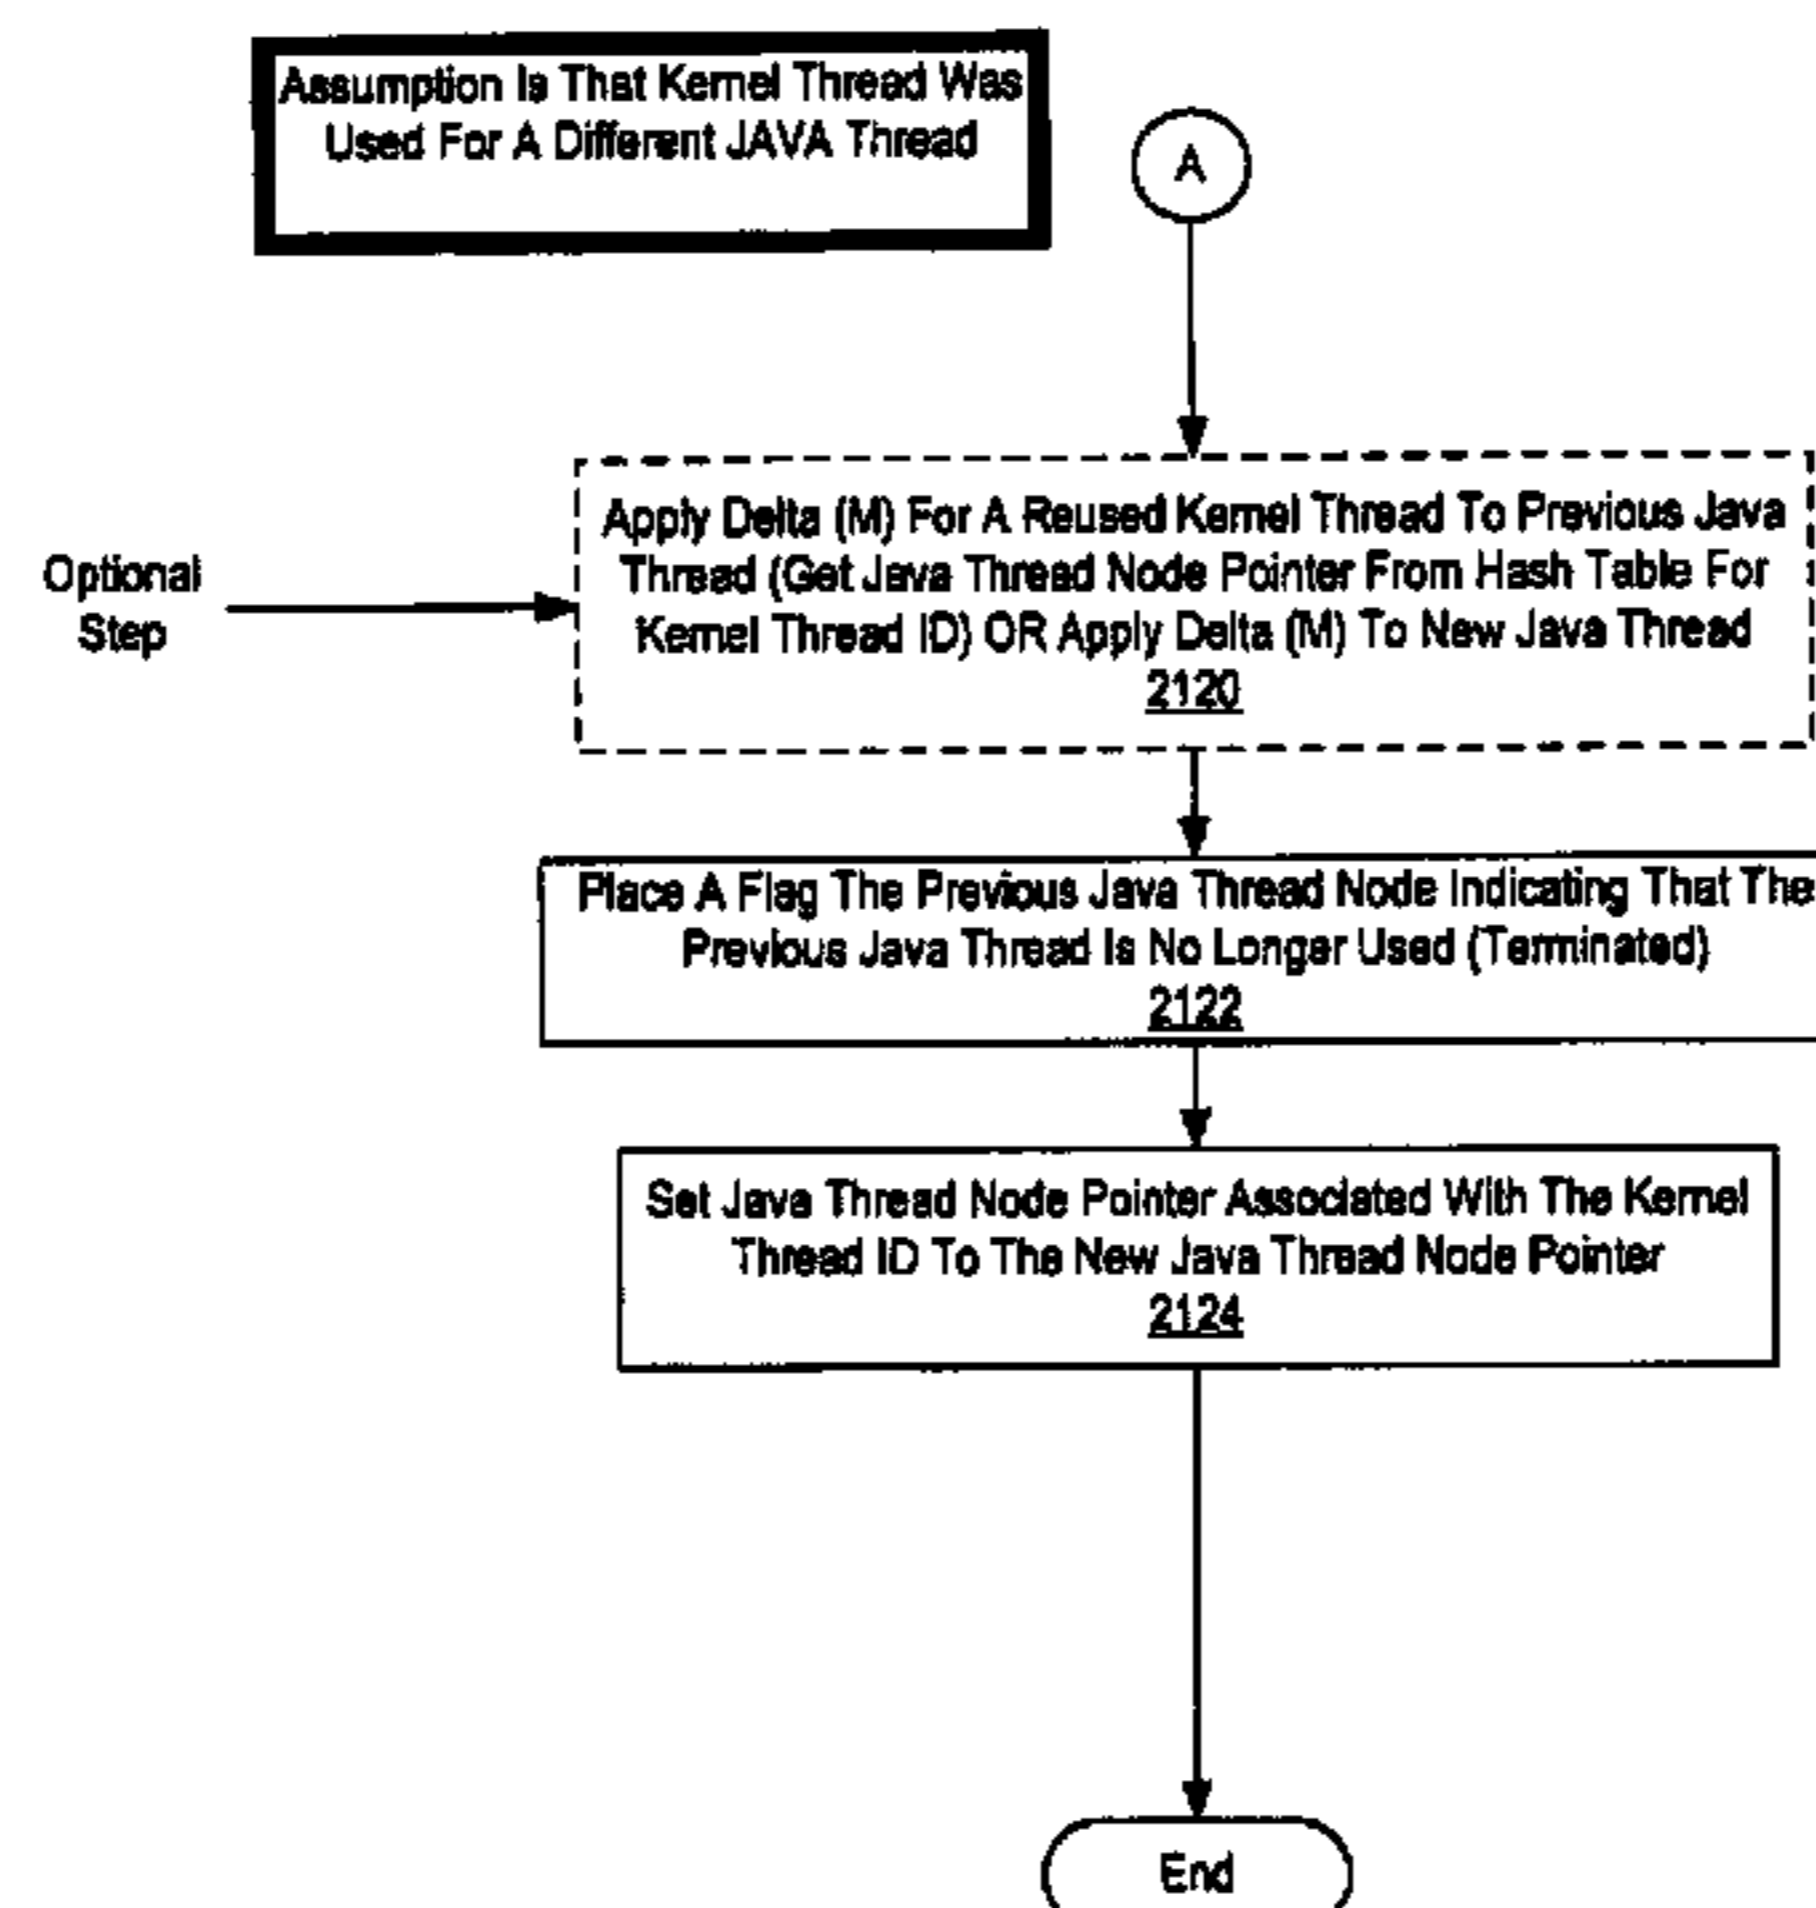 Assumption Is That Kernel Thread Was
Used For A Different JAVA Thread
A
Apply Delta (M) For A Reused Kernel Thread To Previous Java
Thread (Get Java Thread Node Pointer From Hash Table For
Kernel Thread ID) OR Apply Delta (M) To New Java Thread
2120
Optional
Step
Place A Flag The Previous Java Thread Node Indicating That The
Previous Java Thread Is No Longer Used (Terminated)
2122
Set Java Thread Node Pointer Associated With The Kernel
Thread ID To The New Java Thread Node Pointer
2124
End